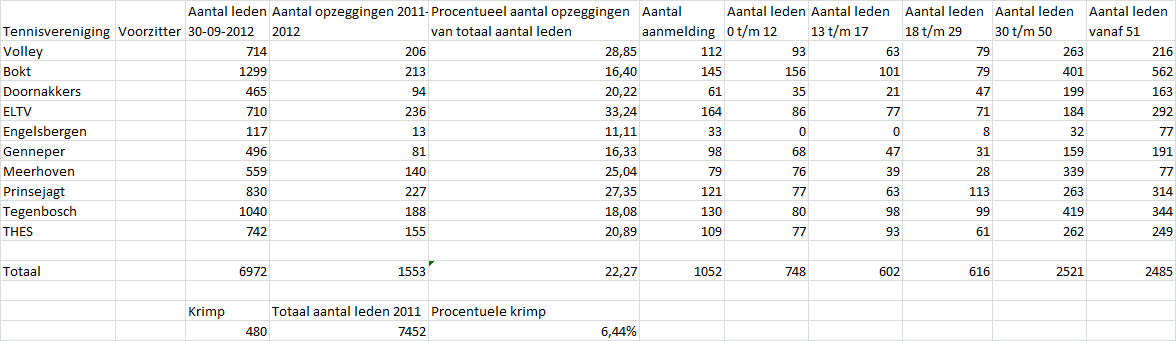 Tennisvereniging Voorzitter Aantal leden 30-09-2012 Aantal opzeggingen 2011-2012 Procentueel aantal opzeggingen van totaal aantal leden Aantal aanmelding Aantal leden 0 t/m 12 Aantal leden 13 t/m 17 Aantal leden 18 t/m 29 Aantal leden 30 t/m 50 Aantal leden vanaf 51
Volley 714 206 28,85 112 93 63 79 263 216
Bokt 1299 213 16,40 145 156 101 79 401 562
Doornakkers 465 94 20,22 61 35 21 47 199 163
ELTV 710 236 33,24 164 86 77 71 184 292
Engelsbergen 117 13 11,11 33 0 0 8 32 77
Genneper 496 81 16,33 98 68 47 31 159 191
Meerhoven 559 140 25,04 79 76 39 28 339 77
Prinsejagt 830 227 27,35 121 77 63 113 263 314
Tegenbosch 1040 188 18,08 130 80 98 99 419 344
THES 742 155 20,89 109 77 93 61 262 249
Totaal 6972 1553 22,27 1052 748 602 616 2521 2485
Krimp Totaal aantal leden 2011 Procentuele krimp
480 7452 6,44%